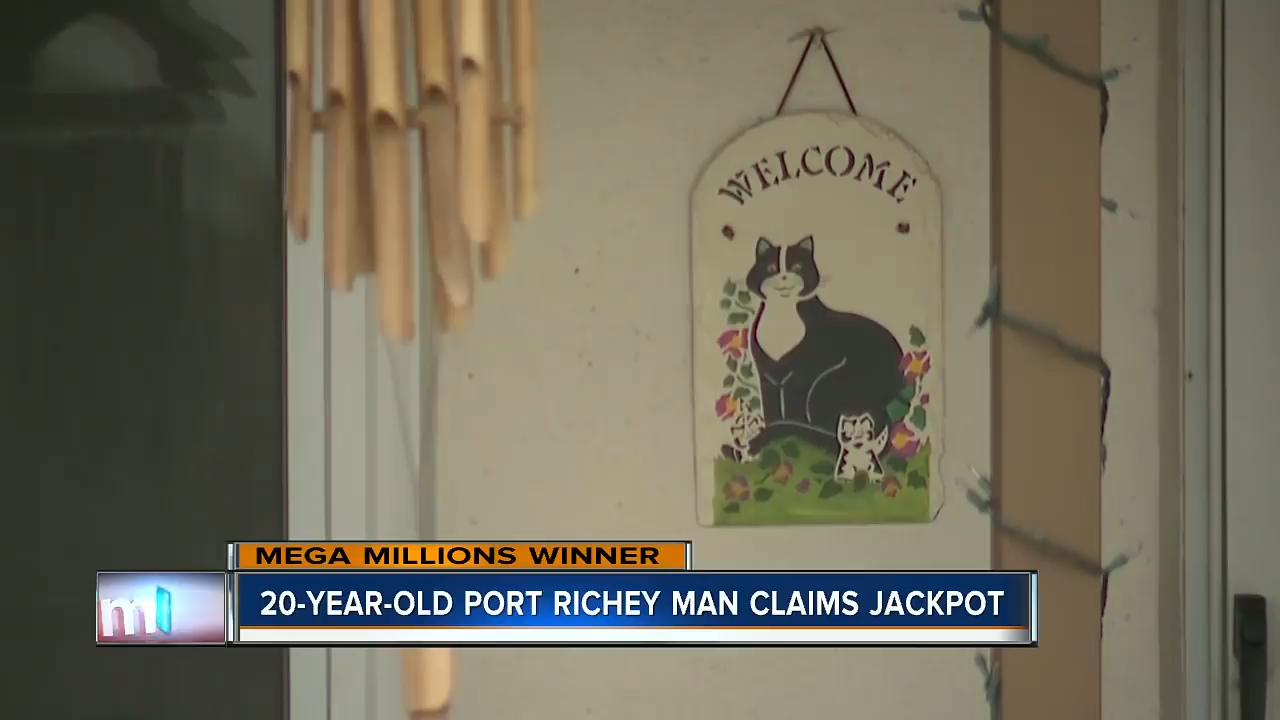 WELCOME
MEGA MILLIONS WINNER
20-YEAR-OLD PORT RICHEY MAN CLAIMS JACKPOT
m